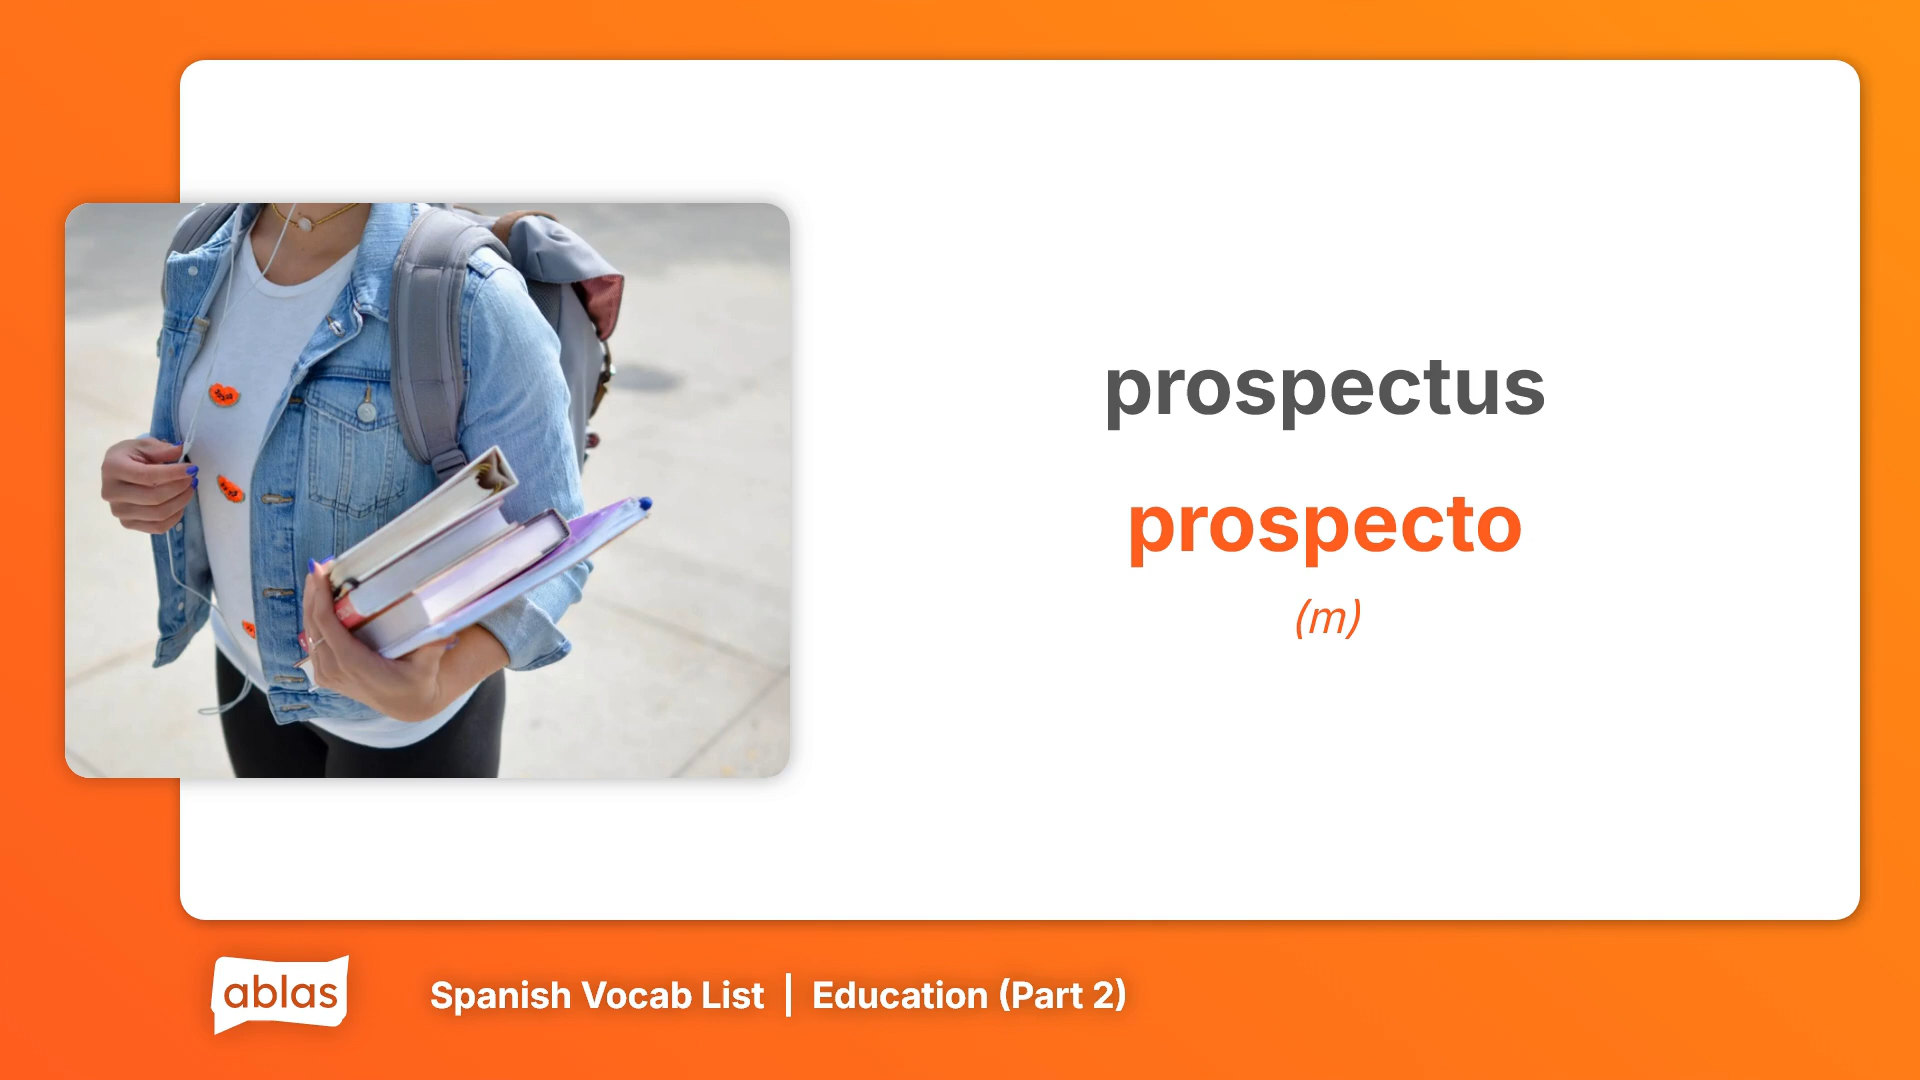 prospectus
prospecto
(m)
ablas
Spanish Vocab List | Education (Part 2)